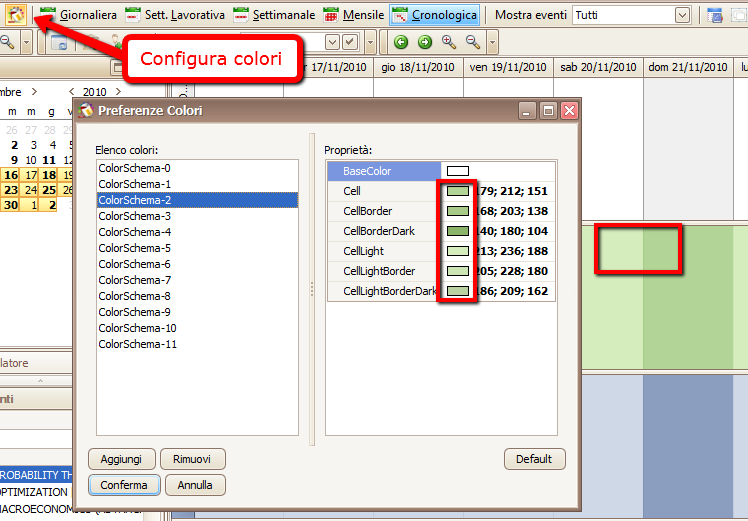 Giornaliera Sett. Lavorativa Settimanale Mensile Cronologica Mostra eventi Tutti
Configura colori
17/11/2010 gio 18/11/2010 ven 19/11/2010 sab 20/11/2010 dom 21/11/2010
mbre 2010
m m g v
26 27 28 29
2 3 4 5
9 10 11 12
16 17 18 19
23 24 25 26
30 1 2
Preferenze Colori
Elenco colori:
ColorSchema-0
ColorSchema-1
ColorSchema-2
ColorSchema-3
ColorSchema-4
ColorSchema-5
ColorSchema-6
ColorSchema-7
ColorSchema-8
ColorSchema-9
ColorSchema-10
ColorSchema-11
Proprietà:
BaseColor
Cell 179; 212; 151
CellBorder 168; 203; 138
CellBorderDark 140; 180; 104
CellLight 213; 236; 188
CellLightBorder 205; 228; 180
CellLightBorderDark 186; 209; 162
Aggiungi Rimuovi Default
Conferma Annulla
latore
nti
PROBABILITY TH
OPTIMIZATION
MACROECONOMICS (ADVANC